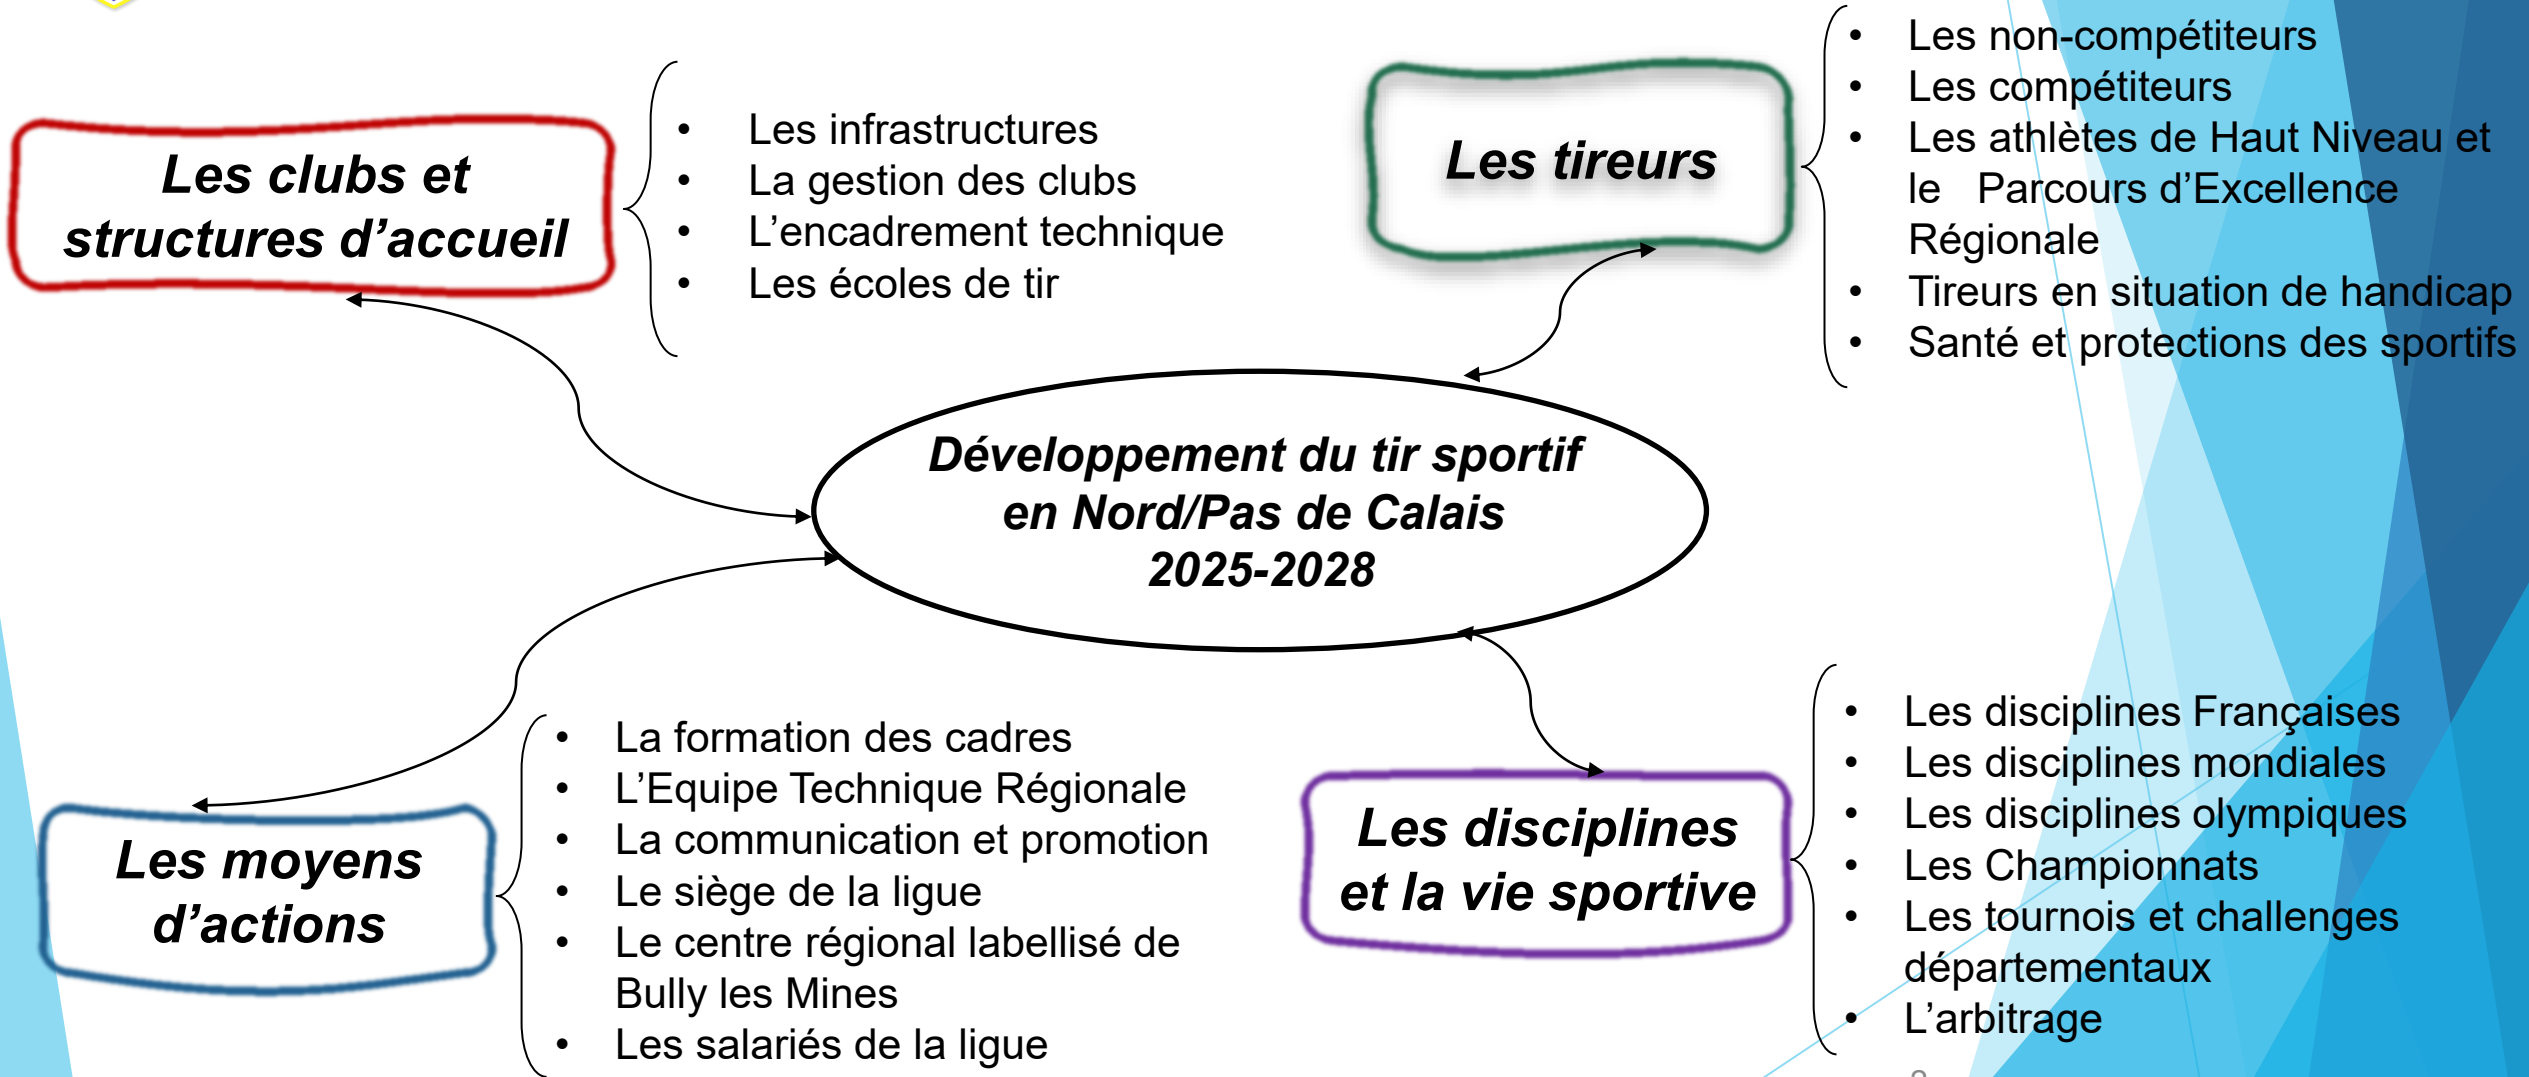 Les clubs et
structures d’accueil
• Les infrastructures
• La gestion des clubs
• L’encadrement technique
• Les écoles de tir
Les tireurs
• Les non-compétiteurs
• Les compétiteurs
• Les athlètes de Haut Niveau et
le Parcours d’Excellence
Régionale
• Tireurs en situation de handicap
• Santé et protections des sportifs
Développement du tir sportif
en Nord/Pas de Calais
2025-2028
Les moyens
d’actions
• La formation des cadres
• L’Equipe Technique Régionale
• La communication et promotion
• Le siège de la ligue
• Le centre régional labellisé de
Bully les Mines
• Les salariés de la ligue
Les disciplines
et la vie sportive
• Les disciplines Françaises
• Les disciplines mondiales
• Les disciplines olympiques
• Les Championnats
• Les tournois et challenges
départementaux
• L’arbitrage